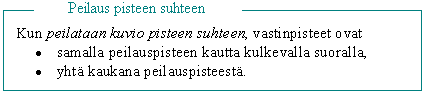 Peilaus pisteen suhteen
Kun peilataan kuvio pisteen suhteen, vastinpisteet ovat
• samalla peilauspisteen kautta kulkevalla suoralla,
• yhtä kaukana peilauspisteestä.